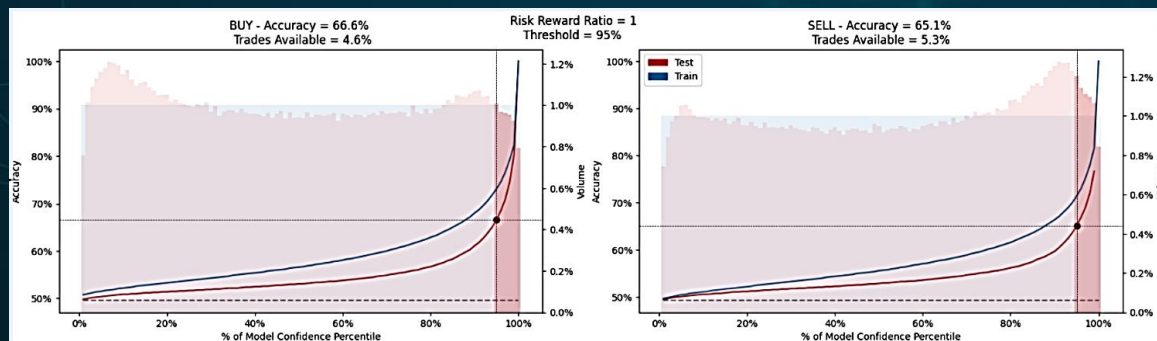 BUY - Accuracy = 66.6%
Trades Available = 4.6%
Risk Reward Ratio = 1
Threshold = 95%
SELL - Accuracy = 65.1%
Trades Available = 5.3%
100%
90%
80%
70%
60%
50%
Accuracy
1.2%
1.0%
0.8%
0.6%
0.4%
0.2%
0.0%
Volume
0%
20%
40%
60%
80%
100%
% of Model Confidence Percentile
Test
Train
100%
90%
80%
70%
60%
50%
Accuracy
1.2%
1.0%
0.8%
0.6%
0.4%
0.2%
0.0%
0%
20%
40%
60%
80%
100%
% of Model Confidence Percentile